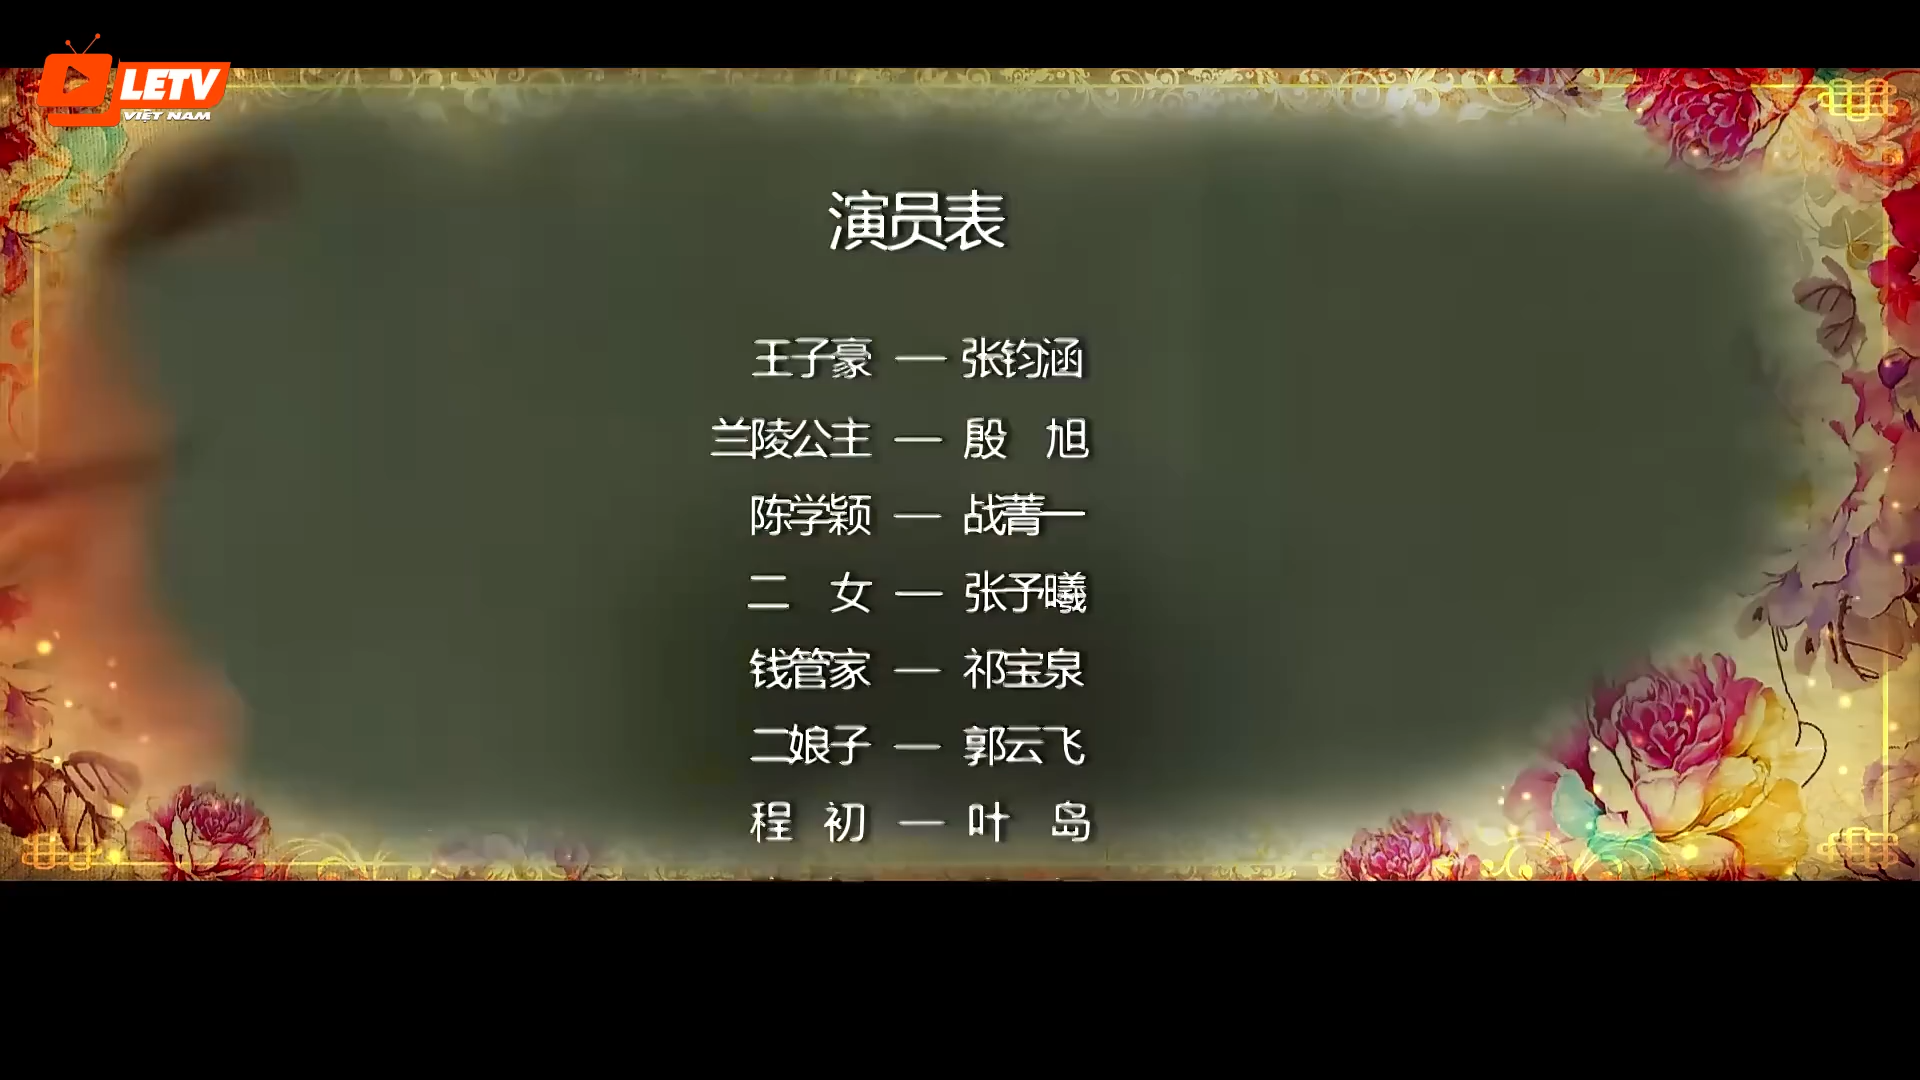 LETV
VIỆT NAM
演员表
王子豪 — 张钧涵
兰陵公主 — 殷 旭
陈学颖 — 战菁一
二 女 — 张予曦
钱管家 — 祁宝泉
二娘子 — 郭云飞
程 初 — 叶 岛